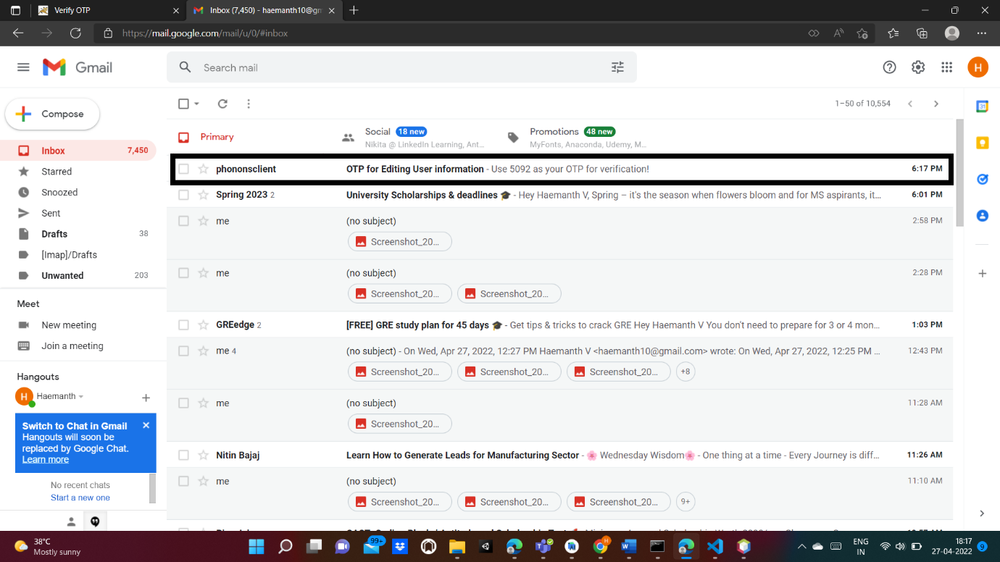 Verify OTP
Inbox (7,450) - haemanth10@gm
https://mail.google.com/mail/u/0/#inbox
Gmail
Search mail
H
Compose
1–50 of 10,554
Primary
Social 18 new
Nikita @ LinkedIn Learning, Ant...
Promotions 48 new
MyFonts, Anaconda, Udemy, M...
Inbox 7,450
Starred
Snoozed
Sent
Drafts 38
[Imap]/Drafts
Unwanted 203
Meet
New meeting
Join a meeting
Hangouts
H Haemanth
Switch to Chat in Gmail
Hangouts will soon be
replaced by Google Chat.
Learn more
No recent chats
Start a new one
phononsclient OTP for Editing User information - Use 5092 as your OTP for verification! 6:17 PM
Spring 2023 2 University Scholarships & deadlines 🎓 - Hey Haemanth V, Spring – it's the season when flowers bloom and for MS aspirants, it... 6:01 PM
me (no subject) 2:58 PM
Screenshot_20...
me (no subject) 2:28 PM
Screenshot_20... Screenshot_20...
GREedge 2 [FREE] GRE study plan for 45 days 🎓 - Get tips & tricks to crack GRE Hey Haemanth V You don't need to prepare for 3 or 4 mon... 1:03 PM
me 4 (no subject) - On Wed, Apr 27, 2022, 12:27 PM Haemanth V <haemanth10@gmail.com> wrote: On Wed, Apr 27, 2022, 12:25 PM ... 12:43 PM
Screenshot_20... Screenshot_20... Screenshot_20... +8
me (no subject) 11:28 AM
Screenshot_20...
Nitin Bajaj Learn How to Generate Leads for Manufacturing Sector - 🌸 Wednesday Wisdom🌸 - One thing at a time - Every Journey is diff... 11:26 AM
me (no subject) 11:10 AM
Screenshot_20... Screenshot_20... Screenshot_20... 9+
38°C
Mostly sunny
99+
ENG
IN
18:17
27-04-2022
9